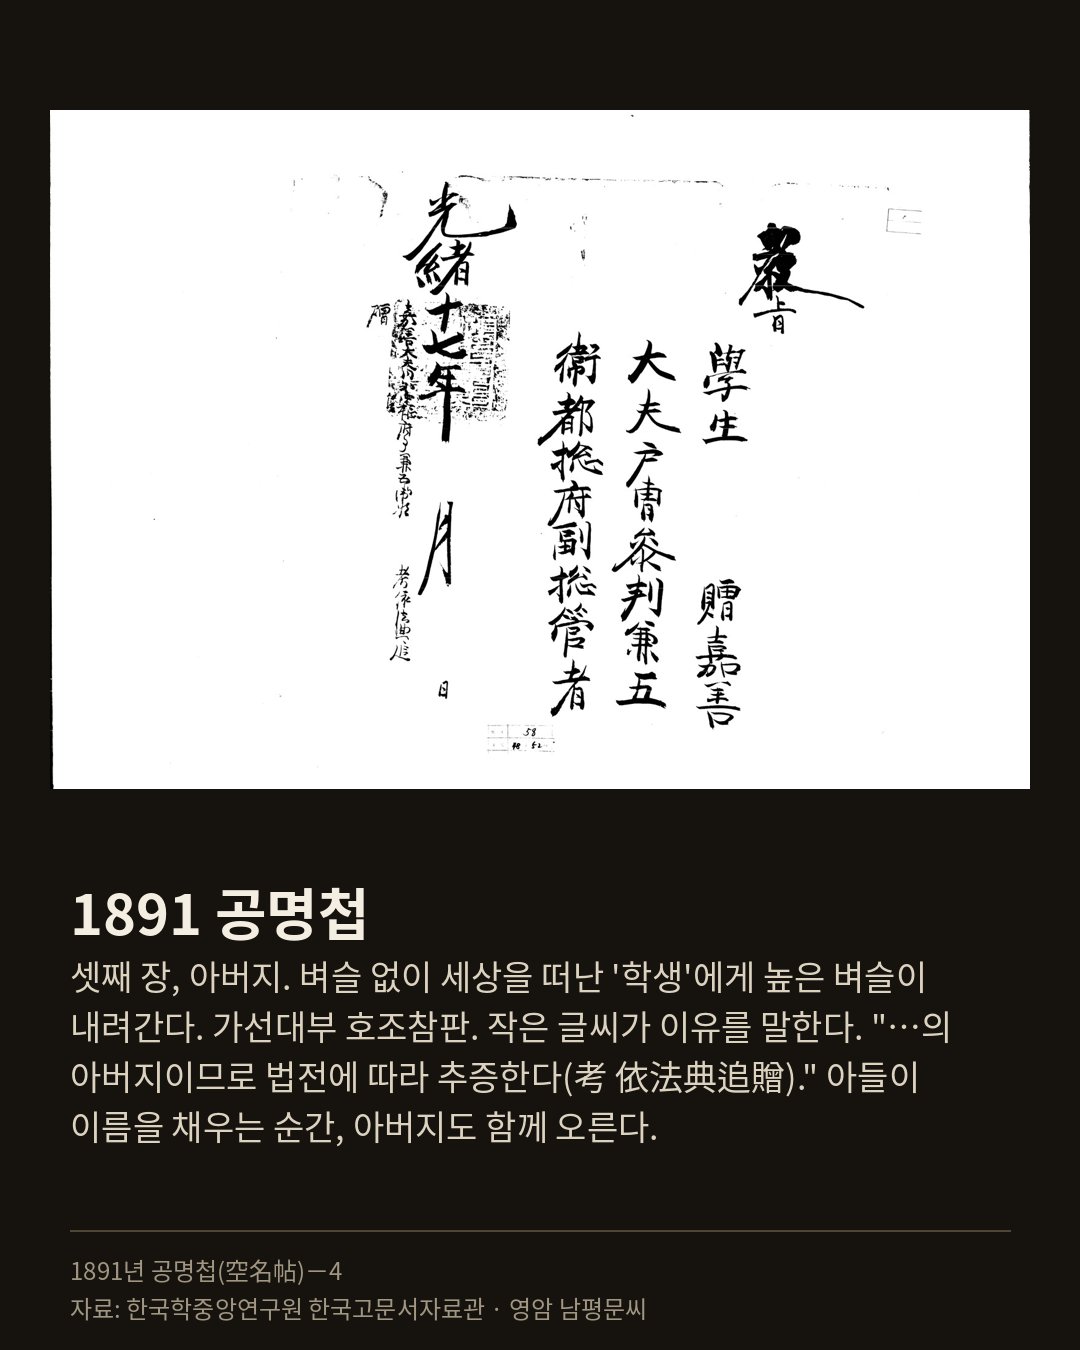 敎旨
學生 贈嘉善
大夫戶曹參判兼五
衛都摠府副摠管者
光緖十七年 月 日
考依法典追
贈
58
1891 공명첩
셋째 장, 아버지. 벼슬 없이 세상을 떠난 '학생'에게 높은 벼슬이
내려간다. 가선대부 호조참판. 작은 글씨가 이유를 말한다. "…의
아버지이므로 법전에 따라 추증한다(考 依法典追贈)." 아들이
이름을 채우는 순간, 아버지도 함께 오른다.
1891년 공명첩(空名帖)－4
자료: 한국학중앙연구원 한국고문서자료관 · 영암 남평문씨